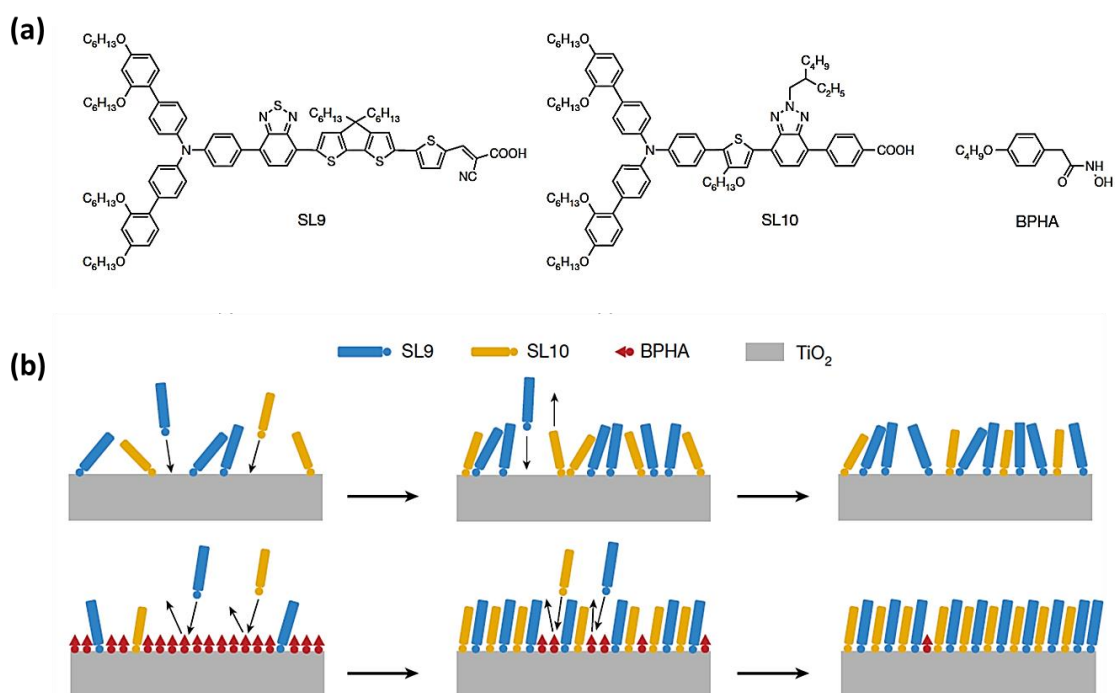 (a)
C6H13O
C6H13O
N
S
N
C6H13
C6H13
S
S
S
COOH
NC
N
C6H13O
C6H13O
SL9
C6H13O
C6H13O
C4H9
C2H5
N
N
N
S
C6H13O
COOH
N
C6H13O
C6H13O
SL10
C4H9O
O
NH
OH
BPHA
(b)
SL9
SL10
BPHA
TiO2